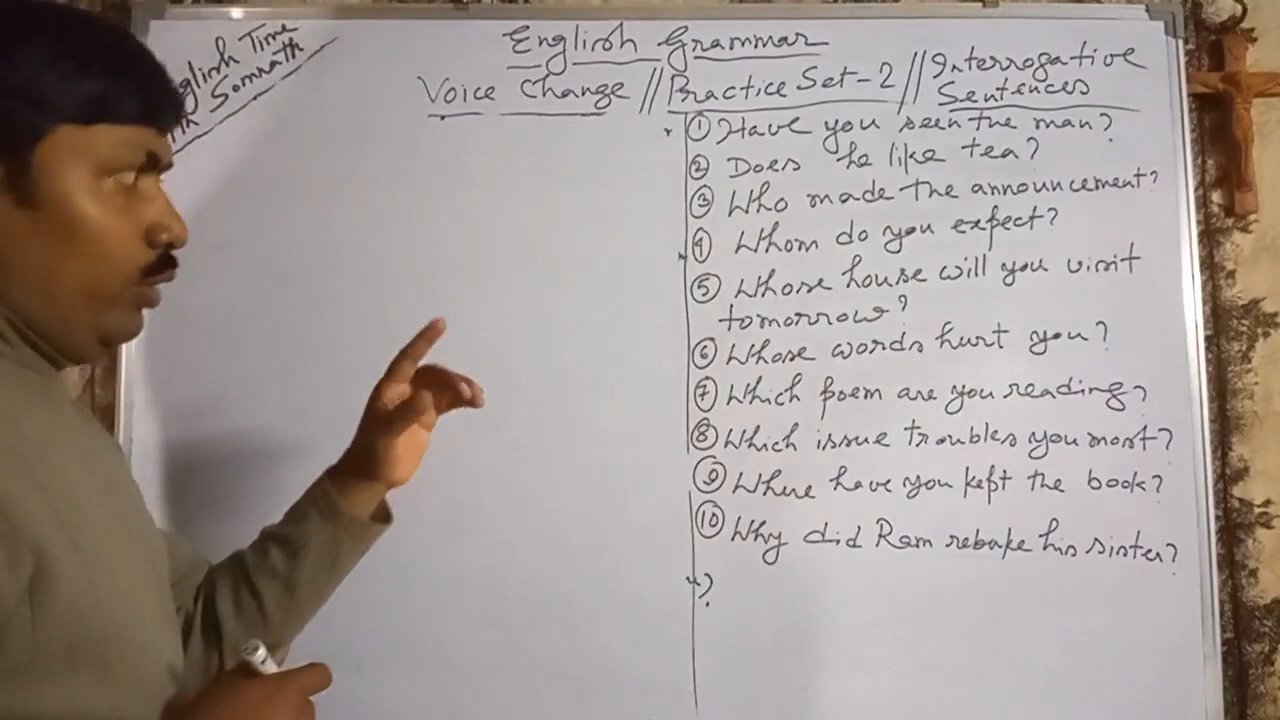 English Time
with Somnath
English Grammar
Voice Change // Practice Set-2 // Interrogative Sentences
① Have you seen the man?
② Does he like tea?
③ Who made the announcement?
④ Whom do you expect?
⑤ Whose house will you visit
tomorrow?
⑥ Whose words hurt you?
⑦ Which poem are you reading?
⑧ Which issue troubles you most?
⑨ Where have you kept the book?
⑩ Why did Ram rebuke his sister?
?